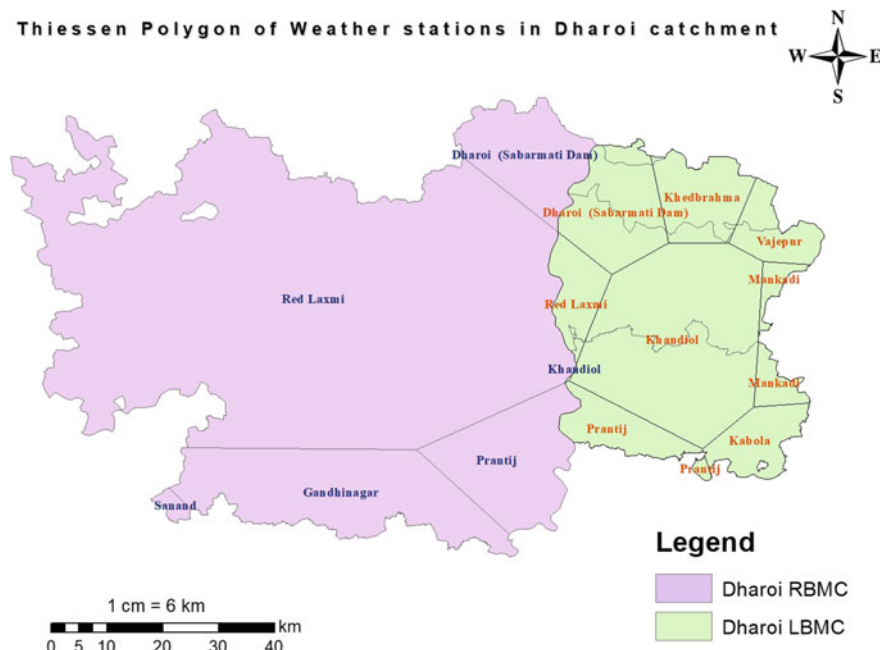 Thiessen Polygon of Weather stations in Dharoi catchment
N
W E
S
Dharoi (Sabarmati Dam)
Khedbrahma
Dharoi (Sabarmati Dam)
Vajepur
Mankadi
Red Laxmi
Red Laxmi
Khandiol
Khandiol
Mankadi
Prantij
Kabola
Prantij
Prantij
Gandhinagar
Sanand
Legend
Dharoi RBMC
Dharoi LBMC
1 cm = 6 km
km
0 5 10 20 30 40